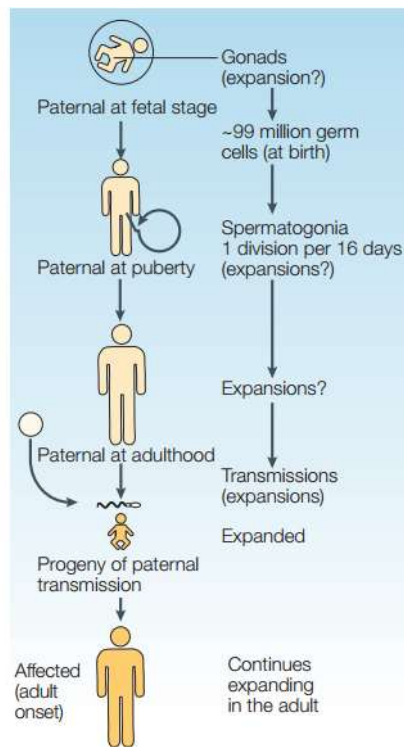 Gonads
(expansion?)
Paternal at fetal stage
~99 million germ
cells (at birth)
Spermatogonia
1 division per 16 days
(expansions?)
Paternal at puberty
Expansions?
Paternal at adulthood
Transmissions
(expansions)
Expanded
Progeny of paternal
transmission
Affected
(adult
onset)
Continues
expanding
in the adult